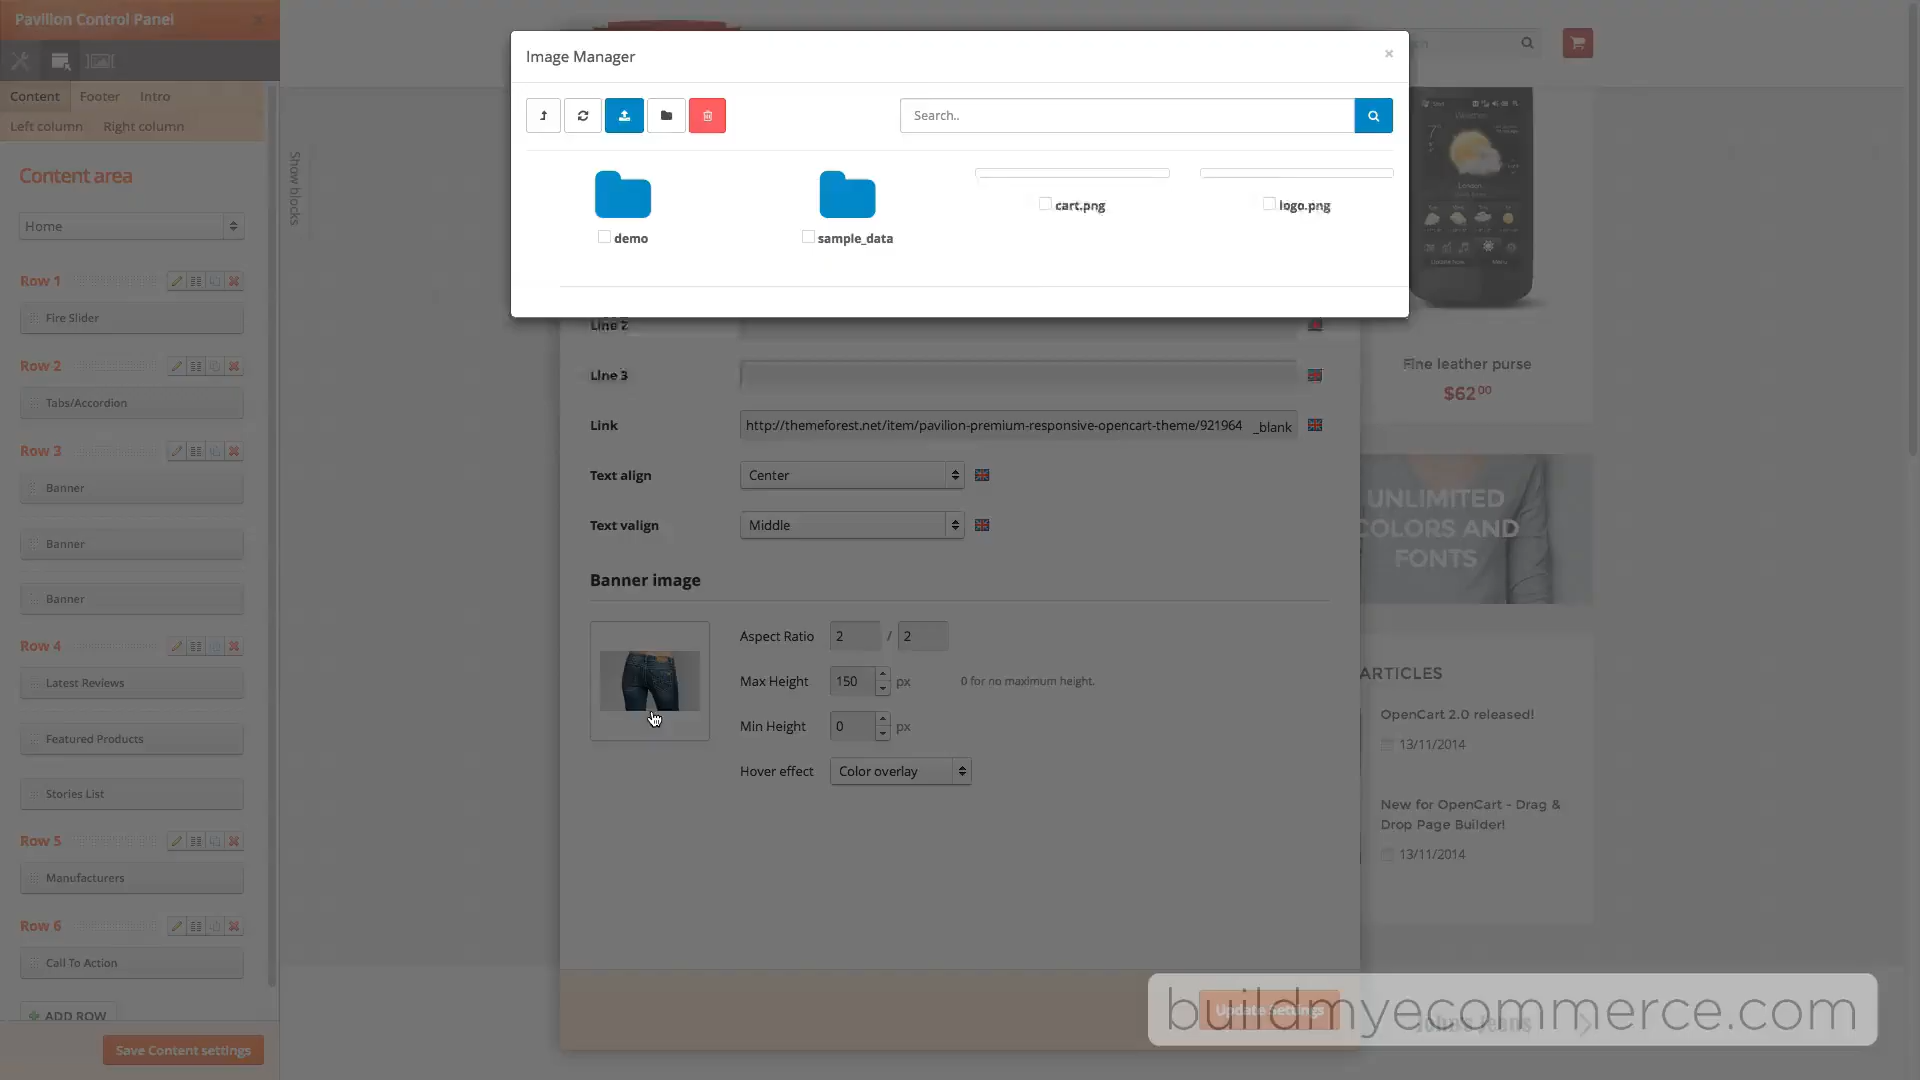 Pavilion Control Panel
Content Footer Intro
Left column Right column
Content area
Show blocks
Home
Row 1
Fire Slider
Row 2
Tabs/Accordion
Row 3
Banner
Banner
Banner
Row 4
Latest Reviews
Featured Products
Stories List
Row 5
Manufacturers
Row 6
Call To Action
ADD ROW
Save Content settings
Image Manager
Search..
demo
sample_data
cart.png
logo.png
Line 2
Line 3
Link
http://themeforest.net/item/pavilion-premium-responsive-opencart-theme/921964
_blank
Text align
Center
Text valign
Middle
Banner image
Aspect Ratio 2 / 2
Max Height 150 px 0 for no maximum height.
Min Height 0 px
Hover effect Color overlay
Update Settings
London
Fine leather purse
$62.00
UNLIMITED
COLORS AND
FONTS
ARTICLES
OpenCart 2.0 released!
13/11/2014
New for OpenCart - Drag &
Drop Page Builder!
13/11/2014
John's Jeans
buildmyecommerce.com